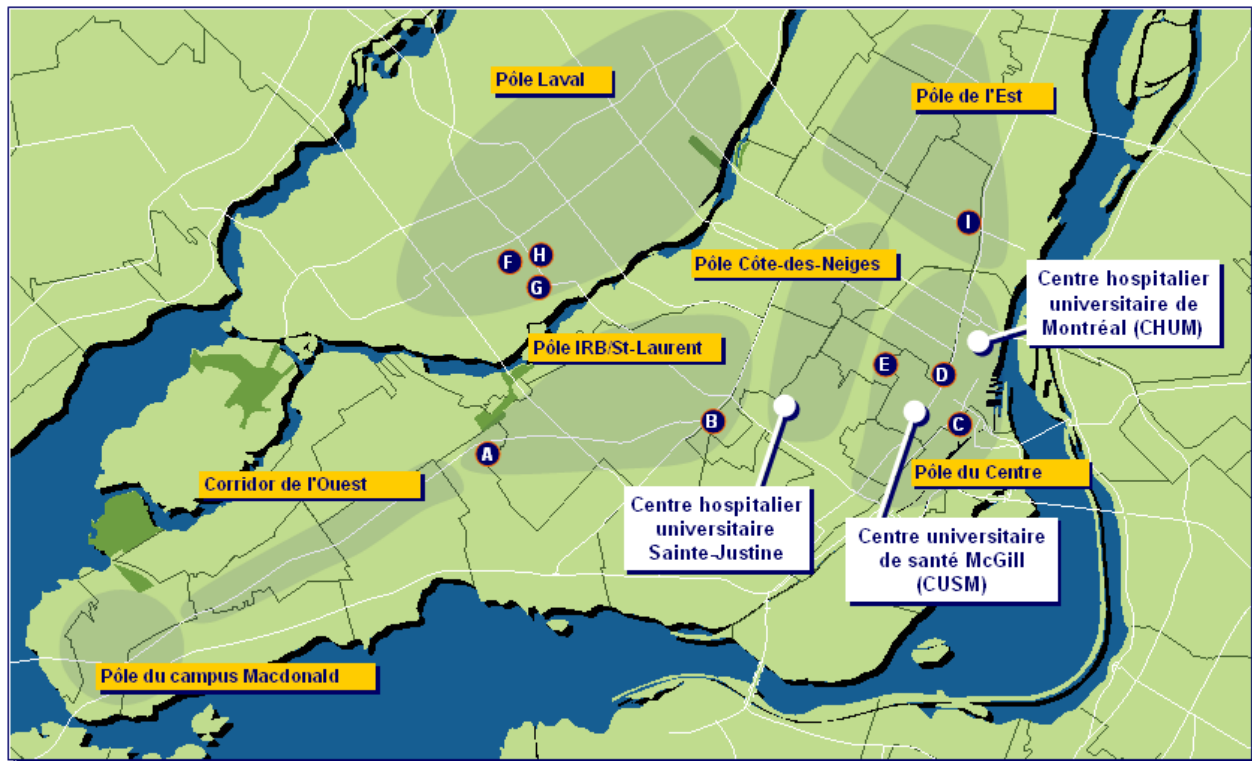 Pôle Laval
Pôle de l'Est
I
Pôle Côte-des-Neiges
F
H
G
Centre hospitalier
universitaire de
Montréal (CHUM)
Pôle IRB/St-Laurent
E
D
B
C
A
Corridor de l'Ouest
Pôle du Centre
Centre hospitalier
universitaire
Sainte-Justine
Centre universitaire
de santé McGill
(CUSM)
Pôle du campus Macdonald